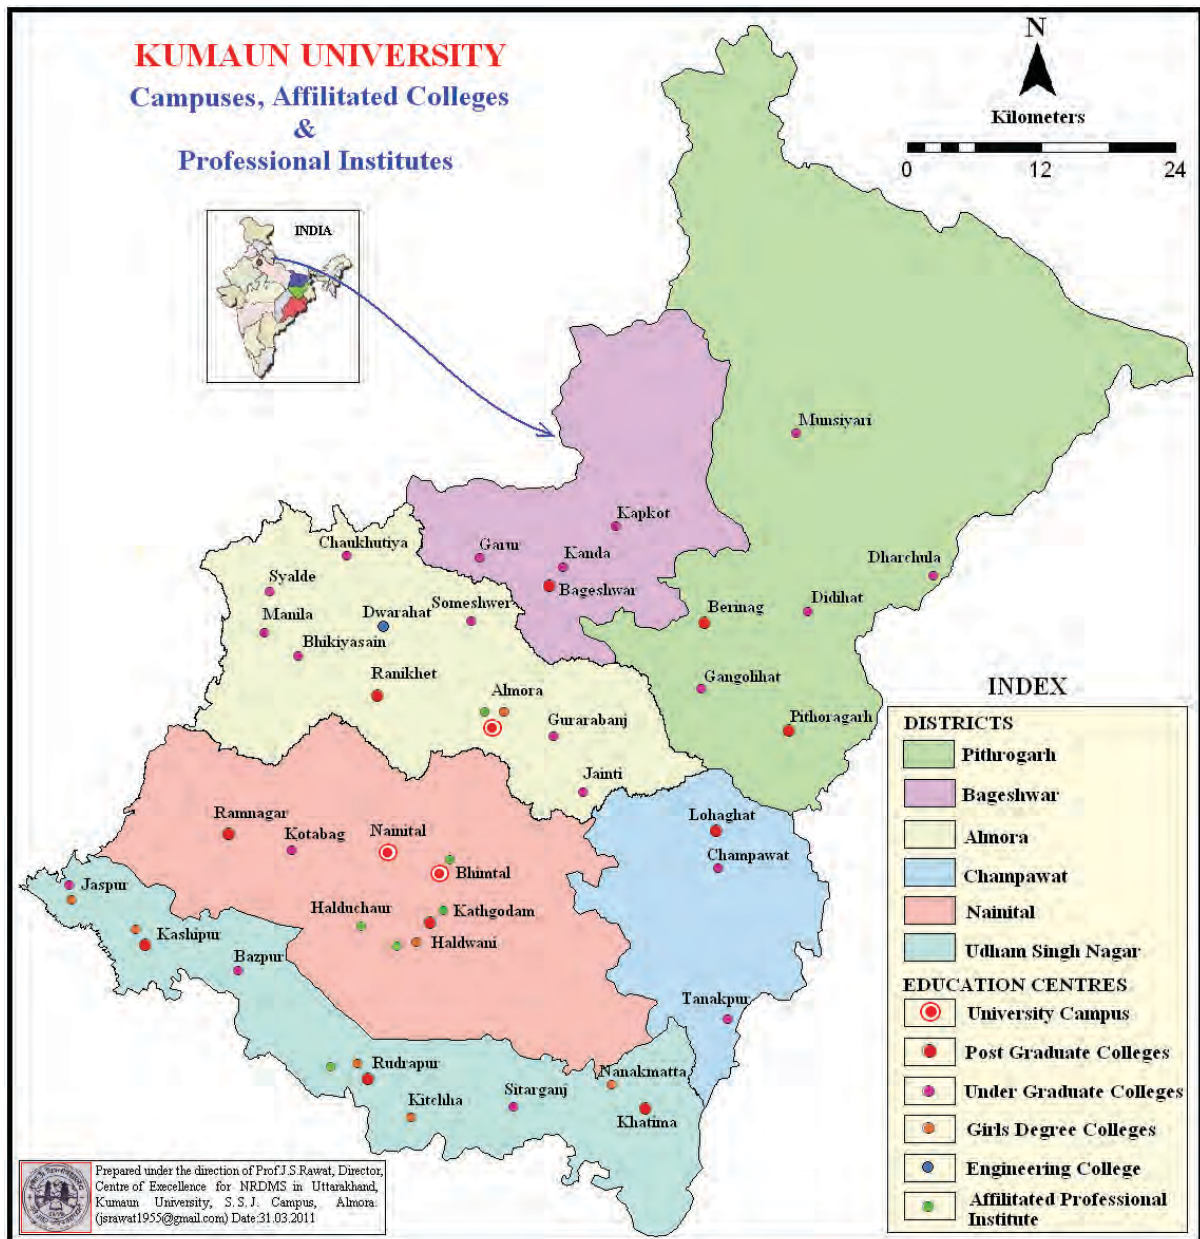 KUMAUN UNIVERSITY
Campuses, Affilitated Colleges
&
Professional Institutes
N
Kilometers
0 12 24
INDIA
Munsiyari
Kapkot
Chaukhutiya
Garur
Kanda
Dharchula
Syalde
Bageshwar
Manila
Dwarahat
Someshwer
Berinag
Didihat
Bhikiyasain
Ranikhet
Almora
Gangolihat
Gurarabanj
Pithoragarh
Jainti
Ramnagar
Kotabag
Nainital
Lohaghat
Bhimtal
Champawat
Jaspur
Halduchaur
Kathgodam
Kashipur
Haldwani
Bazpur
Tanakpur
Rudrapur
Nanakmatta
Kitchha
Sitarganj
Khatima
INDEX
DISTRICTS
Pithrogarh
Bageshwar
Almora
Champawat
Nainital
Udham Singh Nagar
EDUCATION CENTRES
University Campus
Post Graduate Colleges
Under Graduate Colleges
Girls Degree Colleges
Engineering College
Affilitated Professional
Institute
Prepared under the direction of Prof.J.S.Rawat, Director,
Centre of Execellence for NRDMS in Uttarakhand,
Kumaun University, S.S.J. Campus, Almora.
(jsrawat1955@gmail.com) Date:31.03.2011